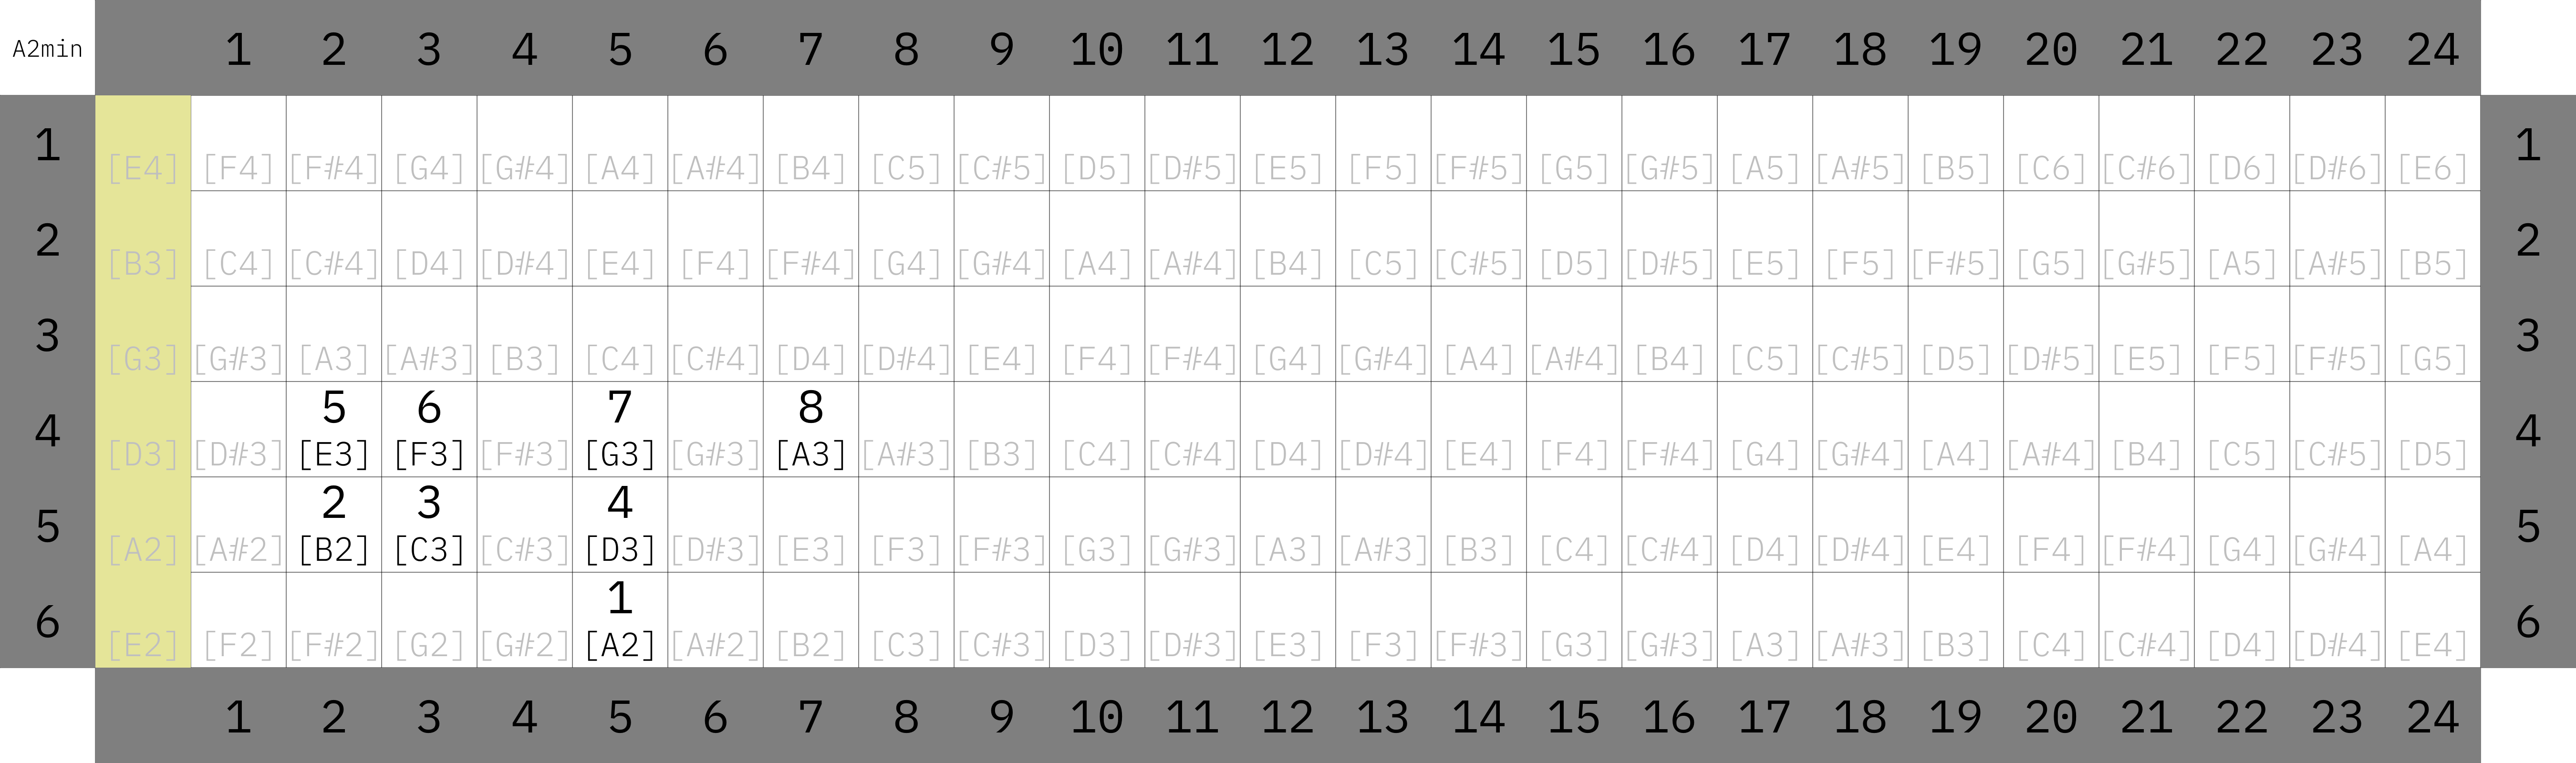 A2min 1 2 3 4 5 6 7 8 9 10 11 12 13 14 15 16 17 18 19 20 21 22 23 24
1 [E4] [F4] [F#4] [G4] [G#4] [A4] [A#4] [B4] [C5] [C#5] [D5] [D#5] [E5] [F5] [F#5] [G5] [G#5] [A5] [A#5] [B5] [C6] [C#6] [D6] [D#6] [E6] 1
2 [B3] [C4] [C#4] [D4] [D#4] [E4] [F4] [F#4] [G4] [G#4] [A4] [A#4] [B4] [C5] [C#5] [D5] [D#5] [E5] [F5] [F#5] [G5] [G#5] [A5] [A#5] [B5] 2
3 [G3] [G#3] [A3] [A#3] [B3] [C4] [C#4] [D4] [D#4] [E4] [F4] [F#4] [G4] [G#4] [A4] [A#4] [B4] [C5] [C#5] [D5] [D#5] [E5] [F5] [F#5] [G5] 3
5 6 7 8
4 [D3] [D#3] [E3] [F3] [F#3] [G3] [G#3] [A3] [A#3] [B3] [C4] [C#4] [D4] [D#4] [E4] [F4] [F#4] [G4] [G#4] [A4] [A#4] [B4] [C5] [C#5] [D5] 4
2 3 4
5 [A2] [A#2] [B2] [C3] [C#3] [D3] [D#3] [E3] [F3] [F#3] [G3] [G#3] [A3] [A#3] [B3] [C4] [C#4] [D4] [D#4] [E4] [F4] [F#4] [G4] [G#4] [A4] 5
1
6 [E2] [F2] [F#2] [G2] [G#2] [A2] [A#2] [B2] [C3] [C#3] [D3] [D#3] [E3] [F3] [F#3] [G3] [G#3] [A3] [A#3] [B3] [C4] [C#4] [D4] [D#4] [E4] 6
1 2 3 4 5 6 7 8 9 10 11 12 13 14 15 16 17 18 19 20 21 22 23 24